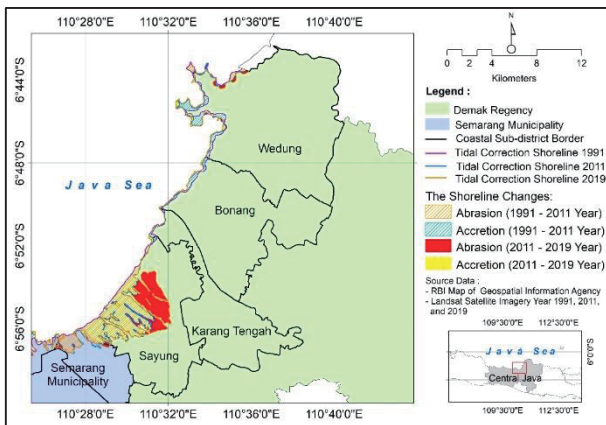 110°28'0"E 110°32'0"E 110°36'0"E 110°40'0"E
6°44'0"S
6°48'0"S
6°52'0"S
6°56'0"S
Java Sea
Wedung
Bonang
Karang Tengah
Sayung
Semarang
Municipality
110°28'0"E 110°32'0"E 110°36'0"E 110°40'0"E
N
0 2 4 8 12
Kilometers
Legend :
Demak Regency
Semarang Municipality
Coastal Sub-district Border
Tidal Correction Shoreline 1991
Tidal Correction Shoreline 2011
Tidal Correction Shoreline 2019
The Shoreline Changes:
Abrasion (1991 - 2011 Year)
Accretion (1991 - 2011 Year)
Abrasion (2011 - 2019 Year)
Accretion (2011 - 2019 Year)
Source Data :
- RBI Map of Geospatial Information Agency
- Landsat Satellite Imagery Year 1991, 2011,
and 2019
109°30'0"E 112°30'0"E
Java Sea
6°0'0"S
Central Java
109°30'0"E 112°30'0"E